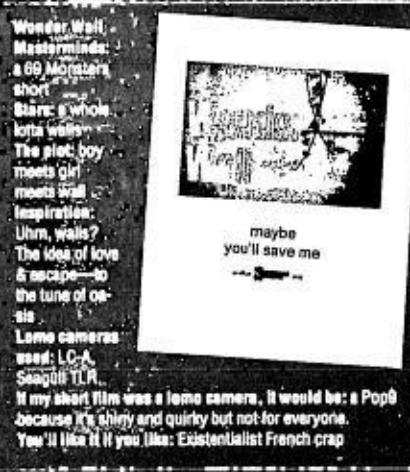 Wonder Wall
Masterminds:
a 69 Monsters
short
Stars: a whole
lotta walls
The plot: boy
meets girl
meets wall
Inspiration:
Uhm, walls?
The idea of love
& escape—to
the tune of oa-
sis
Lomo cameras
used: LC-A,
Seagull TLR
If my short film was a lomo camera, it would be: a Pop9
because it's shiny and quirky but not for everyone.
You'll like it if you like: Existentialist French crap
maybe
you'll save me